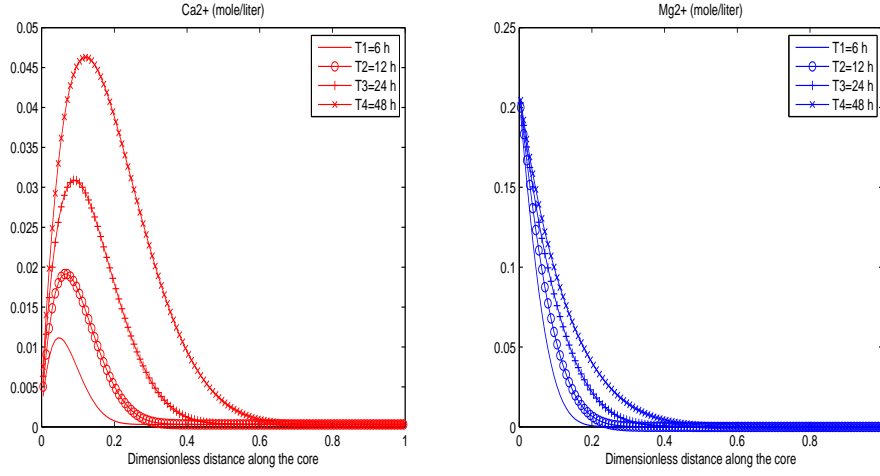 Ca2+ (mole/liter)
0.05
0.045
0.04
0.035
0.03
0.025
0.02
0.015
0.01
0.005
0
0
0.2
0.4
0.6
0.8
1
T1=6 h
T2=12 h
T3=24 h
T4=48 h
Dimensionless distance along the core
Mg2+ (mole/liter)
0.25
0.20
0.15
0.1
0.05
0
0
0.2
0.4
0.6
0.8
T1=6 h
T2=12 h
T3=24 h
T4=48 h
Dimensionless distance along the core